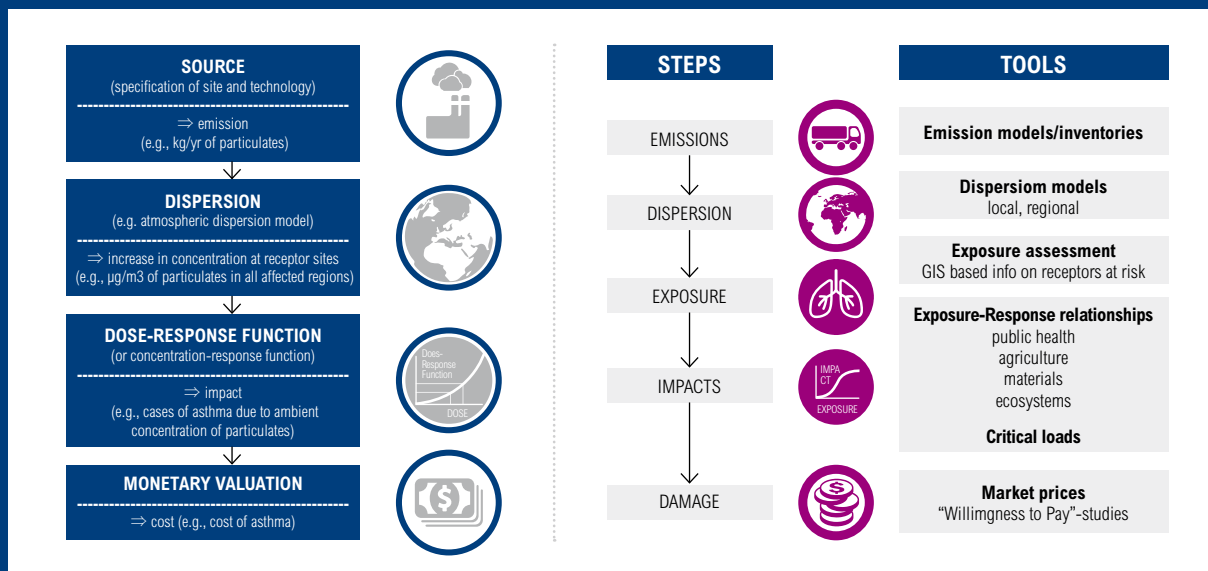 SOURCE
(specification of site and technology)
⇒ emission
(e.g., kg/yr of particulates)
DISPERSION
(e.g. atmospheric dispersion model)
⇒ increase in concentration at receptor sites
(e.g., µg/m3 of particulates in all affected regions)
DOSE-RESPONSE FUNCTION
(or concentration-response function)
⇒ impact
(e.g., cases of asthma due to ambient
concentration of particulates)
MONETARY VALUATION
⇒ cost (e.g., cost of asthma)
Does-
Response
Function
DOSE
$
STEPS
EMISSIONS
DISPERSION
EXPOSURE
IMPACTS
DAMAGE
IMPA
CT
EXPOSURE
$
TOOLS
Emission models/inventories
Dispersiom models
local, regional
Exposure assessment
GIS based info on receptors at risk
Exposure-Response relationships
public health
agriculture
materials
ecosystems
Critical loads
Market prices
“Willimgness to Pay”-studies